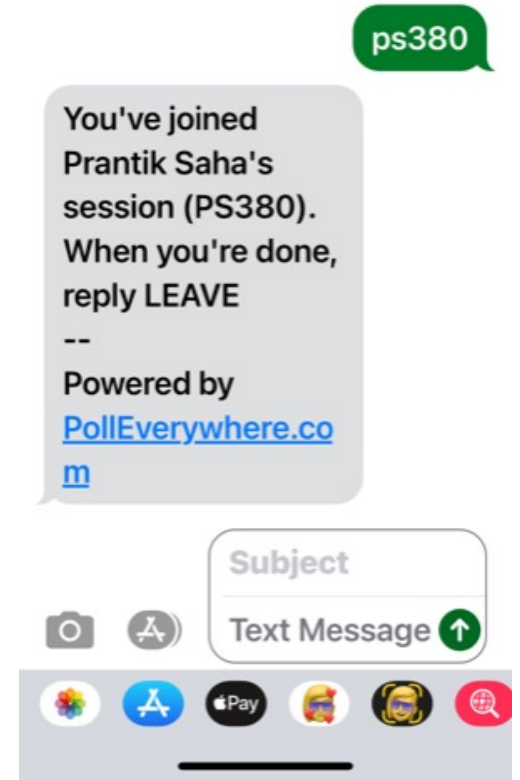 ps380
You've joined
Prantik Saha's
session (PS380).
When you're done,
reply LEAVE
--
Powered by
PollEverywhere.co
m
Subject
Text Message
Pay